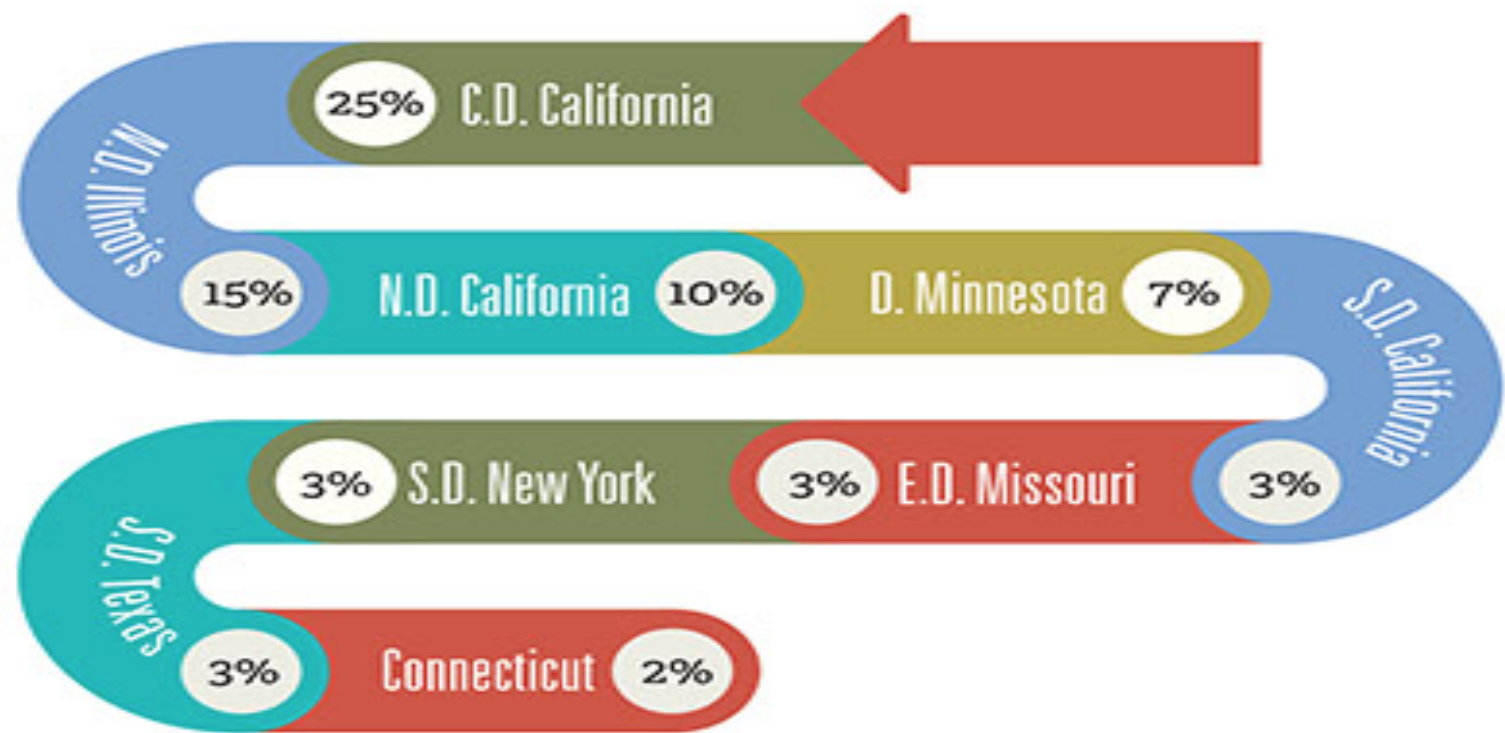 25% C.D. California
N.D. Illinois
15% N.D. California 10% D. Minnesota 7%
S.D. California
3% S.D. New York 3% E.D. Missouri 3%
S.D. Texas
3% Connecticut 2%